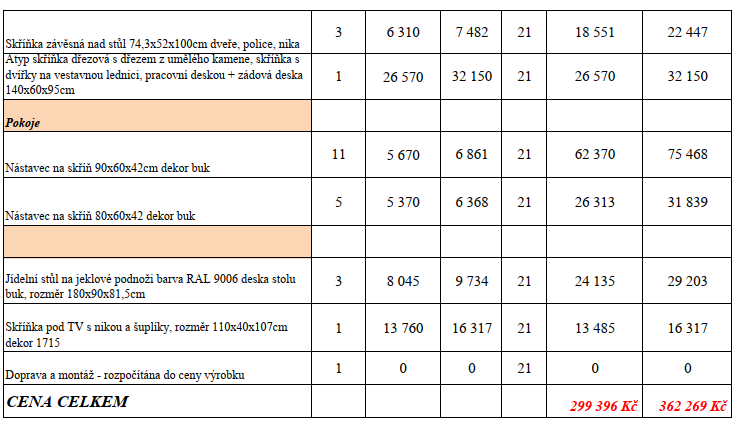 Skříňka závěsná nad stůl 74,3x52x100cm dveře, police, nika 3 6 310 7 482 21 18 551 22 447
Atyp skříňka dřezová s dřezem z umělého kamene, skříňka s
dvířky na vestavnou lednici, pracovní deskou + zádová deska 1 26 570 32 150 21 26 570 32 150
140x60x95cm
Pokoje
Nástavec na skříň 90x60x42cm dekor buk 11 5 670 6 861 21 62 370 75 468
Nástavec na skříň 80x60x42 dekor buk 5 5 370 6 368 21 26 313 31 839
Jídelní stůl na jeklové podnoži barva RAL 9006 deska stolu 3 8 045 9 734 21 24 135 29 203
buk, rozměr 180x90x81,5cm
Skříňka pod TV s nikou a šuplíky, rozměr 110x40x107cm 1 13 760 16 317 21 13 485 16 317
dekor 1715
Doprava a montáž - rozpočítána do ceny výrobku 1 0 0 21 0 0
CENA CELKEM 299 396 Kč 362 269 Kč